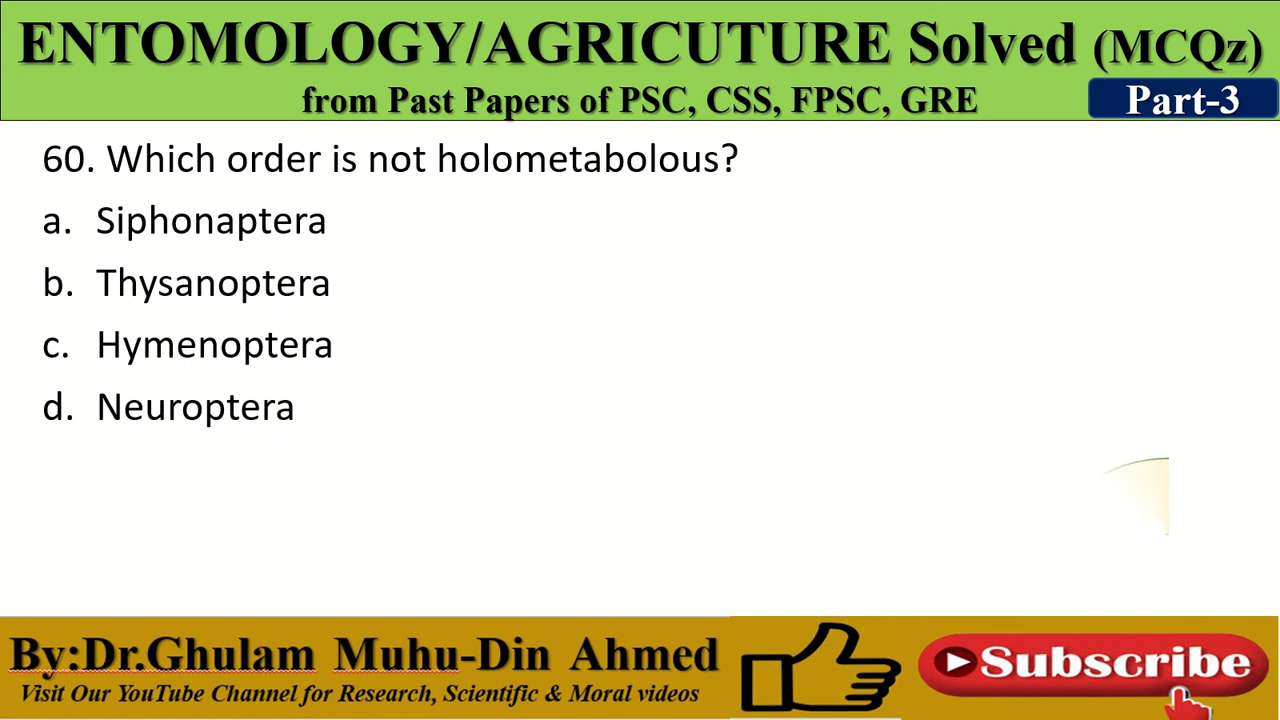 ENTOMOLOGY/AGRICUTURE Solved (MCQz)
from Past Papers of PSC, CSS, FPSC, GRE
Part-3
60. Which order is not holometabolous?
a. Siphonaptera
b. Thysanoptera
c. Hymenoptera
d. Neuroptera
By:Dr.Ghulam Muhu-Din Ahmed
Visit Our YouTube Channel for Research, Scientific & Moral videos
Subscribe